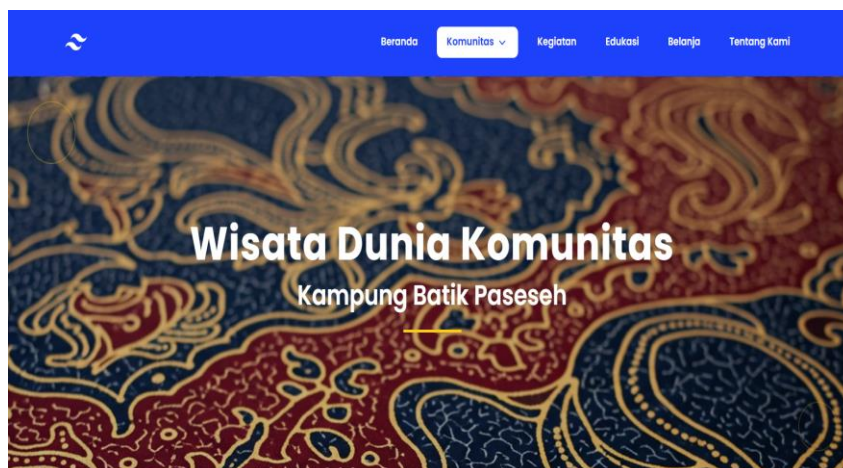 Beranda Komunitas Kegiatan Edukasi Belanja Tentang Kami
Wisata Dunia Komunitas
Kampung Batik Paseseh